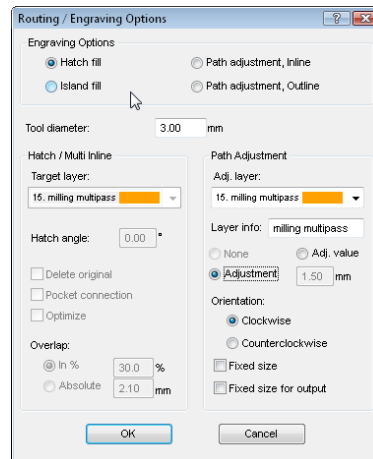 Routing / Engraving Options
Engraving Options
Hatch fill
Path adjustment, Inline
Island fill
Path adjustment, Outline
Tool diameter: 3.00 mm
Hatch / Multi Inline
Target layer:
15. milling multipass
Hatch angle: 0.00 °
Delete original
Pocket connection
Optimize
Overlap:
In % 30.0 %
Absolute 2.10 mm
Path Adjustment
Adj. layer:
15. milling multipass
Layer info: milling multipass
None Adj. value
Adjustment 1.50 mm
Orientation:
Clockwise
Counterclockwise
Fixed size
Fixed size for output
OK Cancel